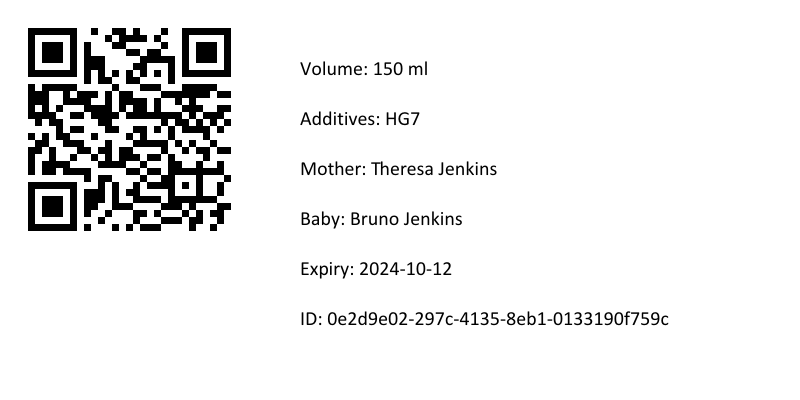 Volume: 150 ml
Additives: HG7
Mother: Theresa Jenkins
Baby: Bruno Jenkins
Expiry: 2024-10-12
ID: 0e2d9e02-297c-4135-8eb1-0133190f759c